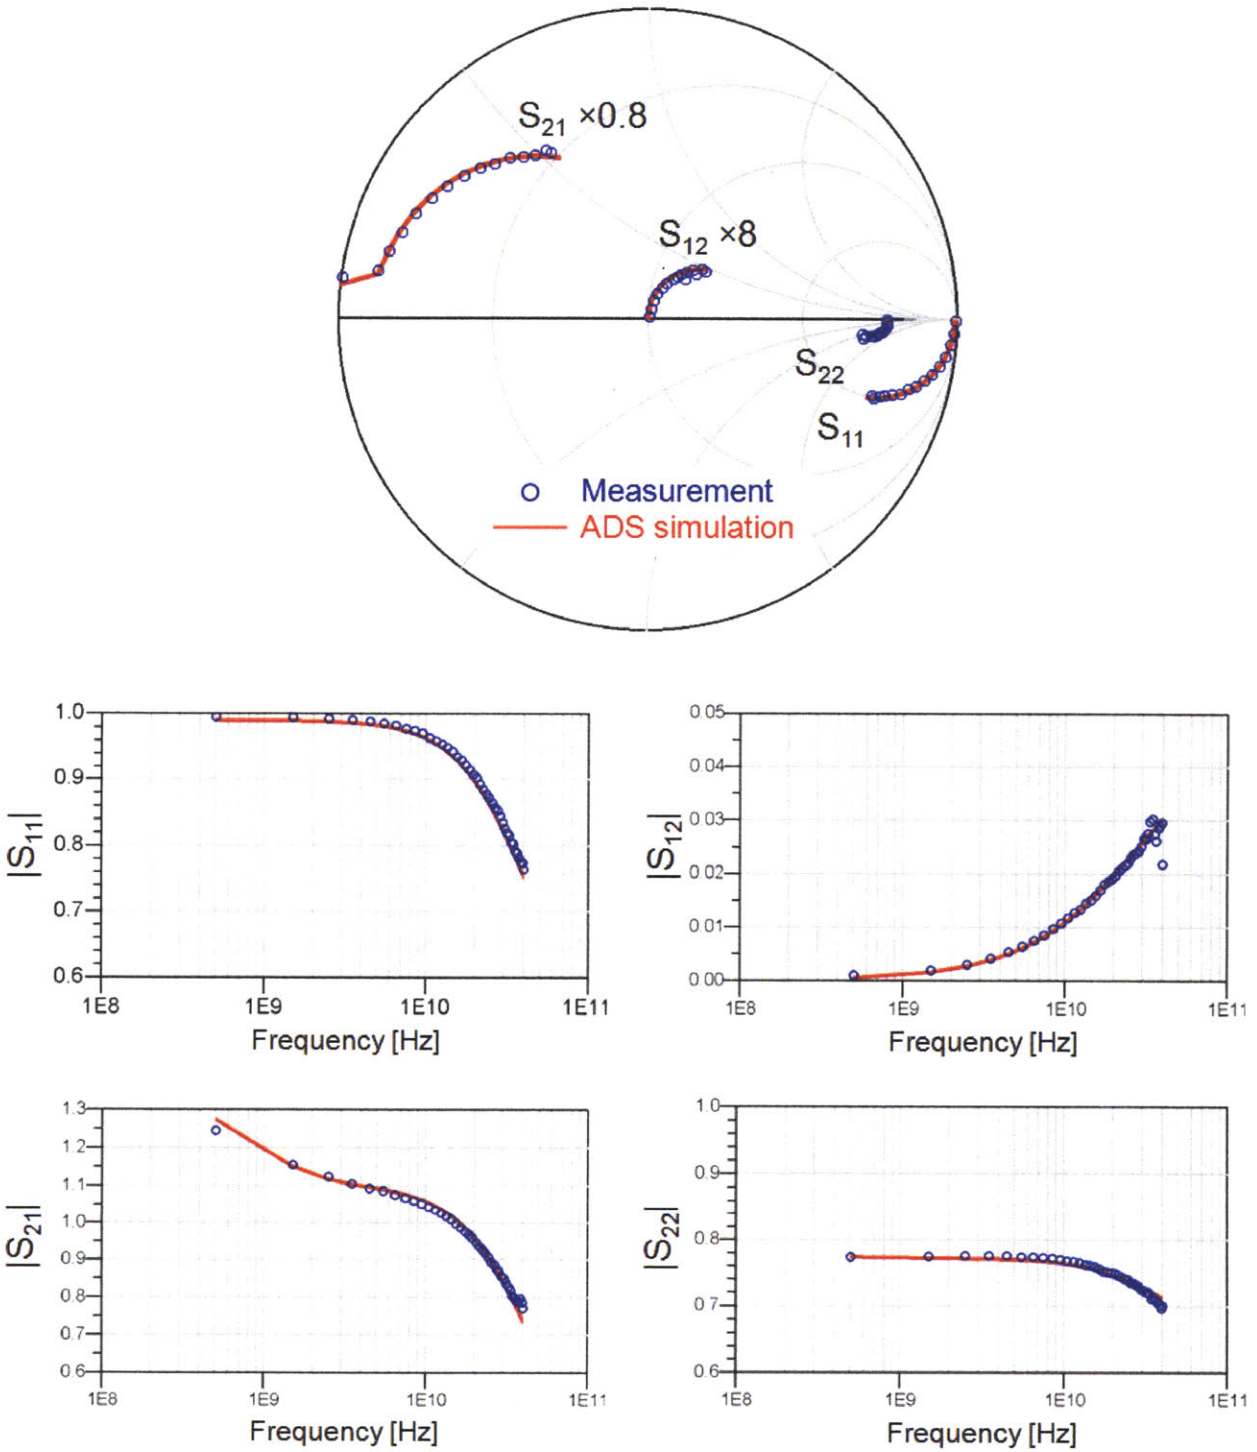 S21 ×0.8
S12 ×8
S22
S11
Measurement
ADS simulation
|S11|
1.0
0.9
0.8
0.7
0.6
1E8 1E9 1E10 1E11
Frequency [Hz]
|S12|
0.05
0.04
0.03
0.02
0.01
0.00
1E8 1E9 1E10 1E11
Frequency [Hz]
|S21|
1.3
1.2
1.1
1.0
0.9
0.8
0.7
0.6
1E8 1E9 1E10 1E11
Frequency [Hz]
|S22|
1.0
0.9
0.8
0.7
0.6
1E8 1E9 1E10 1E11
Frequency [Hz]